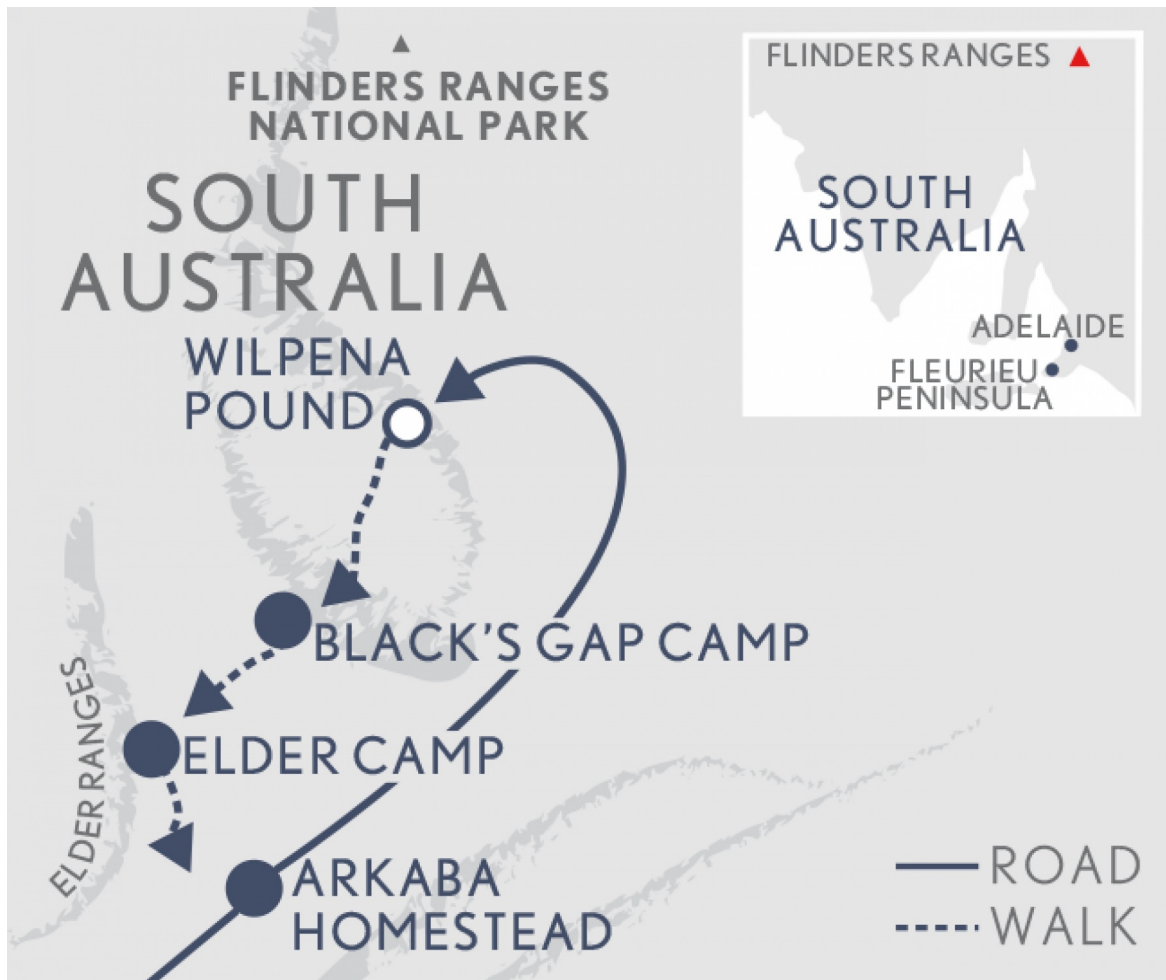 FLINDERS RANGES
NATIONAL PARK
SOUTH
AUSTRALIA
WILPENA
POUND
BLACK'S GAP CAMP
ELDER RANGES
ELDER CAMP
ARKABA
HOMESTEAD
FLINDERS RANGES
SOUTH
AUSTRALIA
ADELAIDE
FLEURIEU
PENINSULA
ROAD
WALK